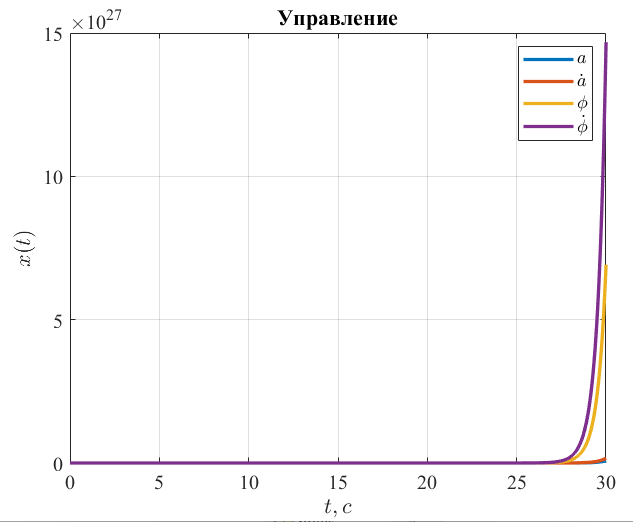 Управление
×10^27
a
ȧ
ϕ
ϕ̇
x(t)
15
10
5
0
0 5 10 15 20 25 30
t, c